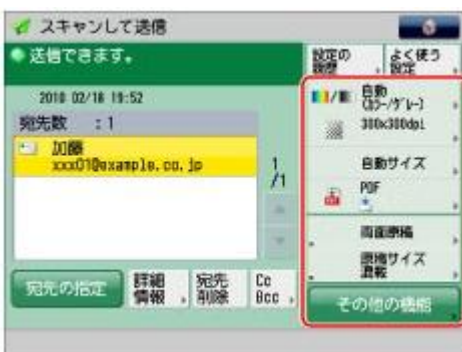 スキャンして送信
送信できます。
設定の
履歴
よく使う
設定
2010 02/18 19:52
宛先数 :1
加藤
xxx01@example.co.jp
1
/1
自動
(カラー/グレー)
300x300dpi
自動サイズ
PDF
両面原稿
原稿サイズ
混載
宛先の指定
詳細
情報
宛先
削除
Cc
Bcc
その他の機能